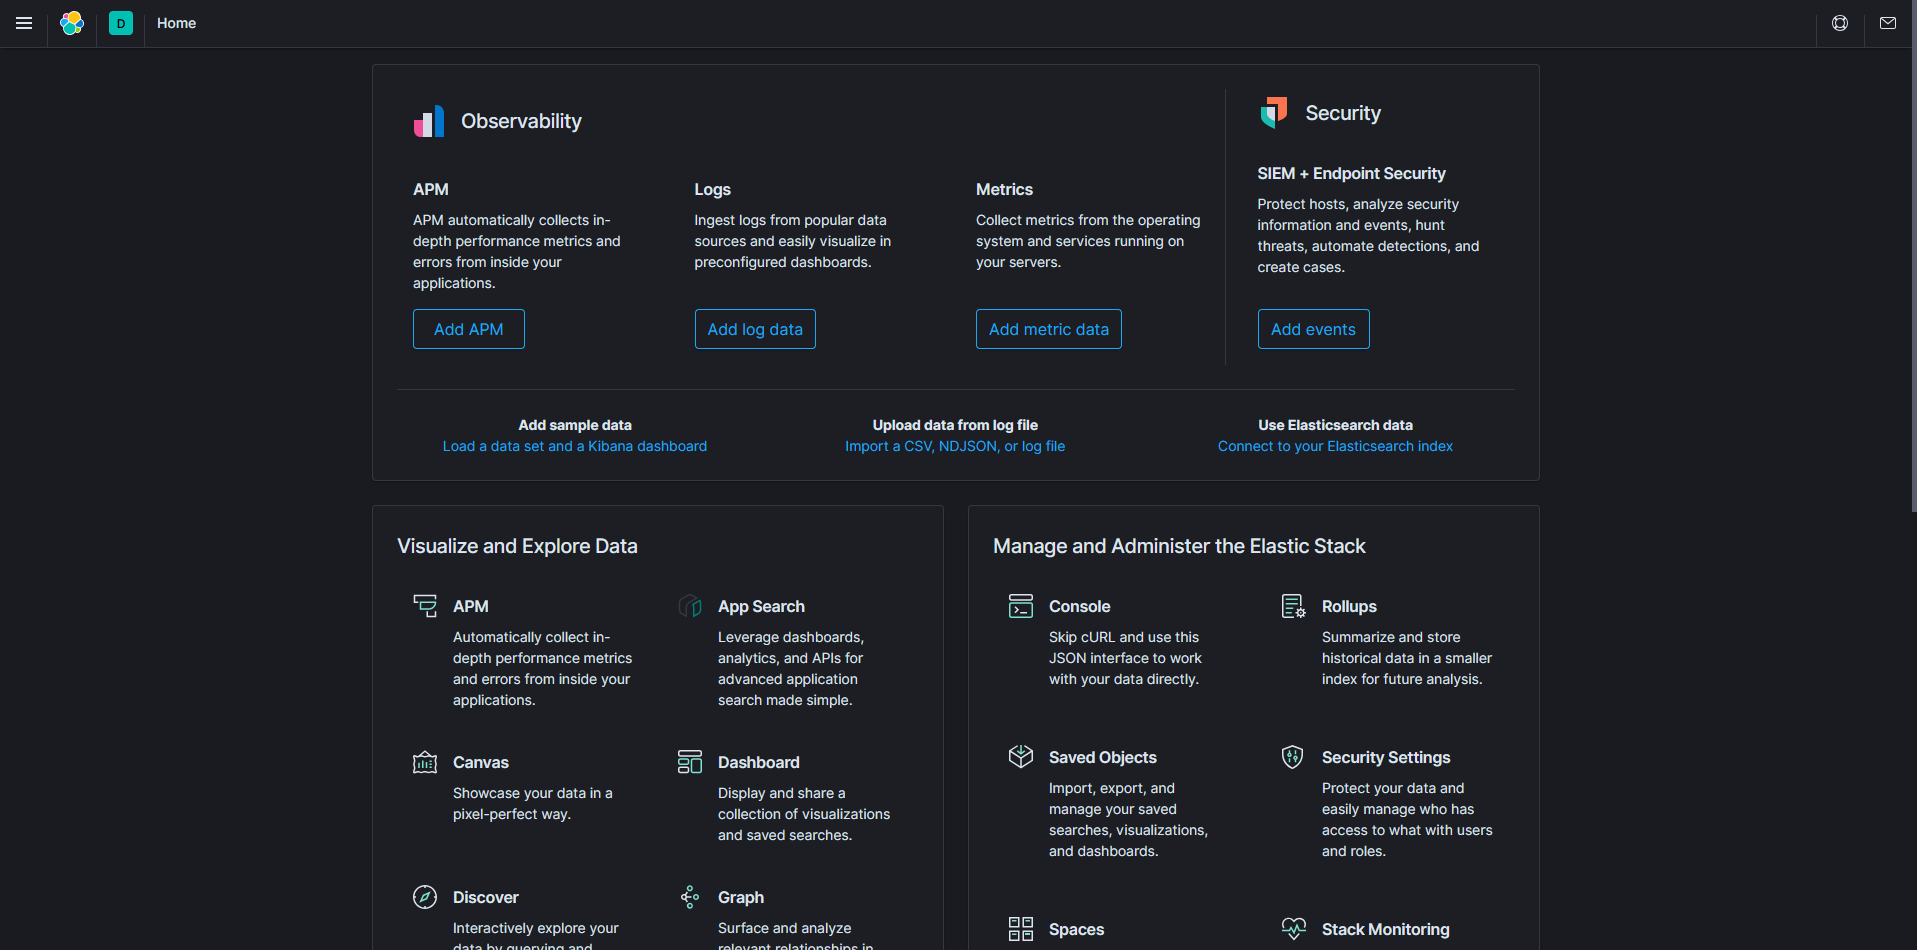 D
Home
Observability
APM
APM automatically collects in-
depth performance metrics and
errors from inside your
applications.
Add APM
Logs
Ingest logs from popular data
sources and easily visualize in
preconfigured dashboards.
Add log data
Metrics
Collect metrics from the operating
system and services running on
your servers.
Add metric data
Security
SIEM + Endpoint Security
Protect hosts, analyze security
information and events, hunt
threats, automate detections, and
create cases.
Add events
Add sample data
Load a data set and a Kibana dashboard
Upload data from log file
Import a CSV, NDJSON, or log file
Use Elasticsearch data
Connect to your Elasticsearch index
Visualize and Explore Data
APM
Automatically collect in-
depth performance metrics
and errors from inside your
applications.
App Search
Leverage dashboards,
analytics, and APIs for
advanced application
search made simple.
Canvas
Showcase your data in a
pixel-perfect way.
Dashboard
Display and share a
collection of visualizations
and saved searches.
Discover
Interactively explore your
data by querying and
Graph
Surface and analyze
relevant relationships in
Manage and Administer the Elastic Stack
Console
Skip cURL and use this
JSON interface to work
with your data directly.
Rollups
Summarize and store
historical data in a smaller
index for future analysis.
Saved Objects
Import, export, and
manage your saved
searches, visualizations,
and dashboards.
Security Settings
Protect your data and
easily manage who has
access to what with users
and roles.
Spaces
Stack Monitoring